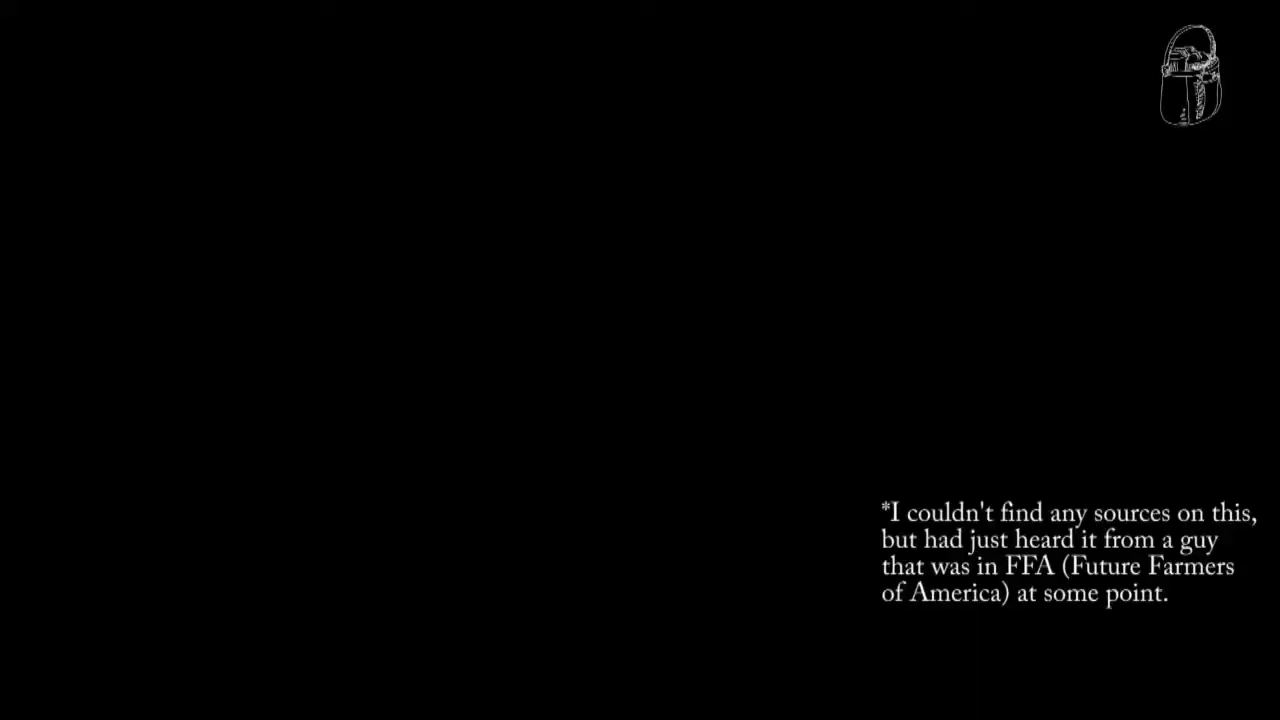 *I couldn't find any sources on this,
but had just heard it from a guy
that was in FFA (Future Farmers
of America) at some point.